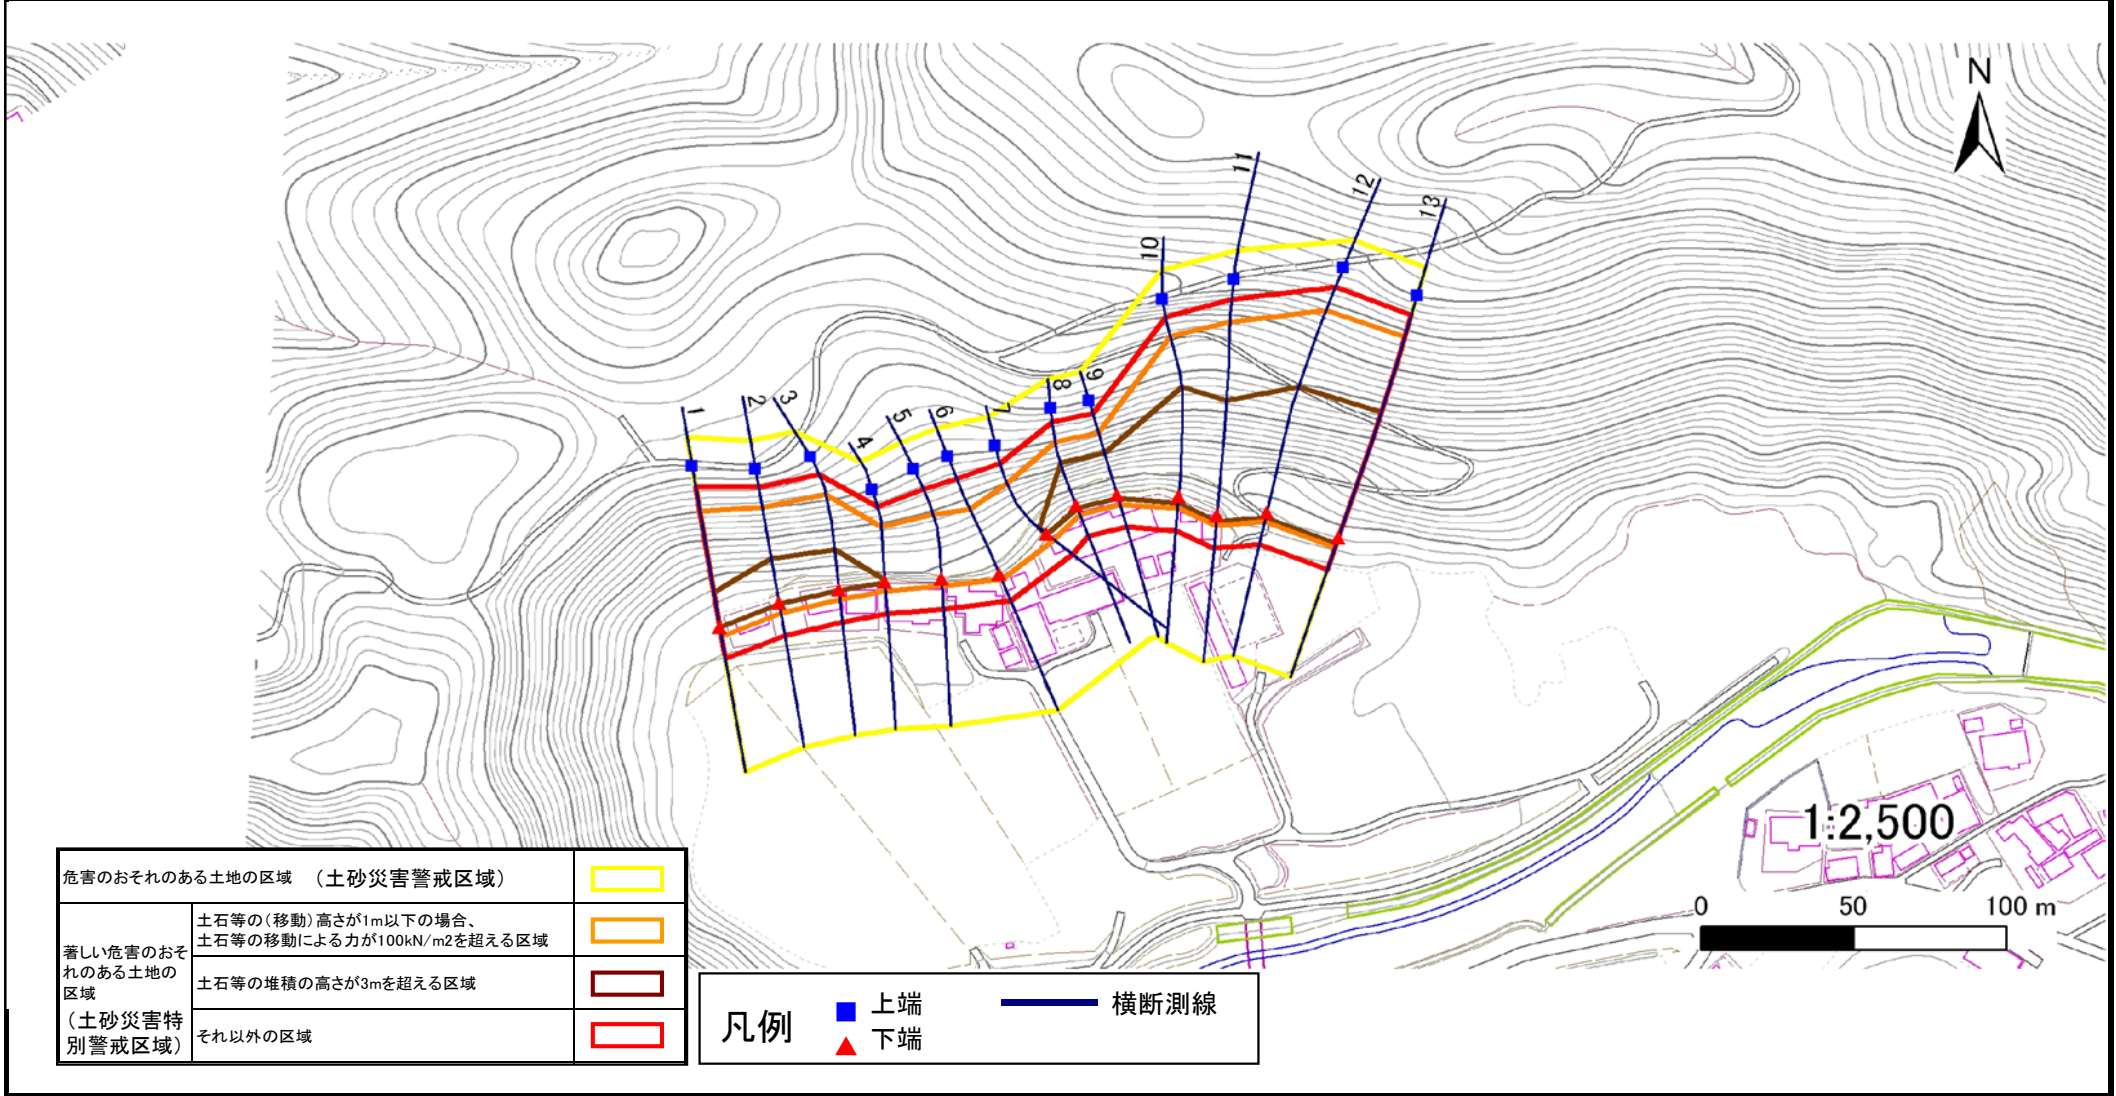 N
11
12
13
10
9
8
1
2
3
4
5
6
7
1:2,500
0 50 100 m
危害のおそれのある土地の区域 （土砂災害警戒区域）
著しい危害のおそ
れのある土地の
区域
（土砂災害特
別警戒区域）
土石等の（移動）高さが1m以下の場合、
土石等の移動による力が100kN/m2を超える区域
土石等の堆積の高さが3mを超える区域
それ以外の区域
凡例
上端
下端
横断測線